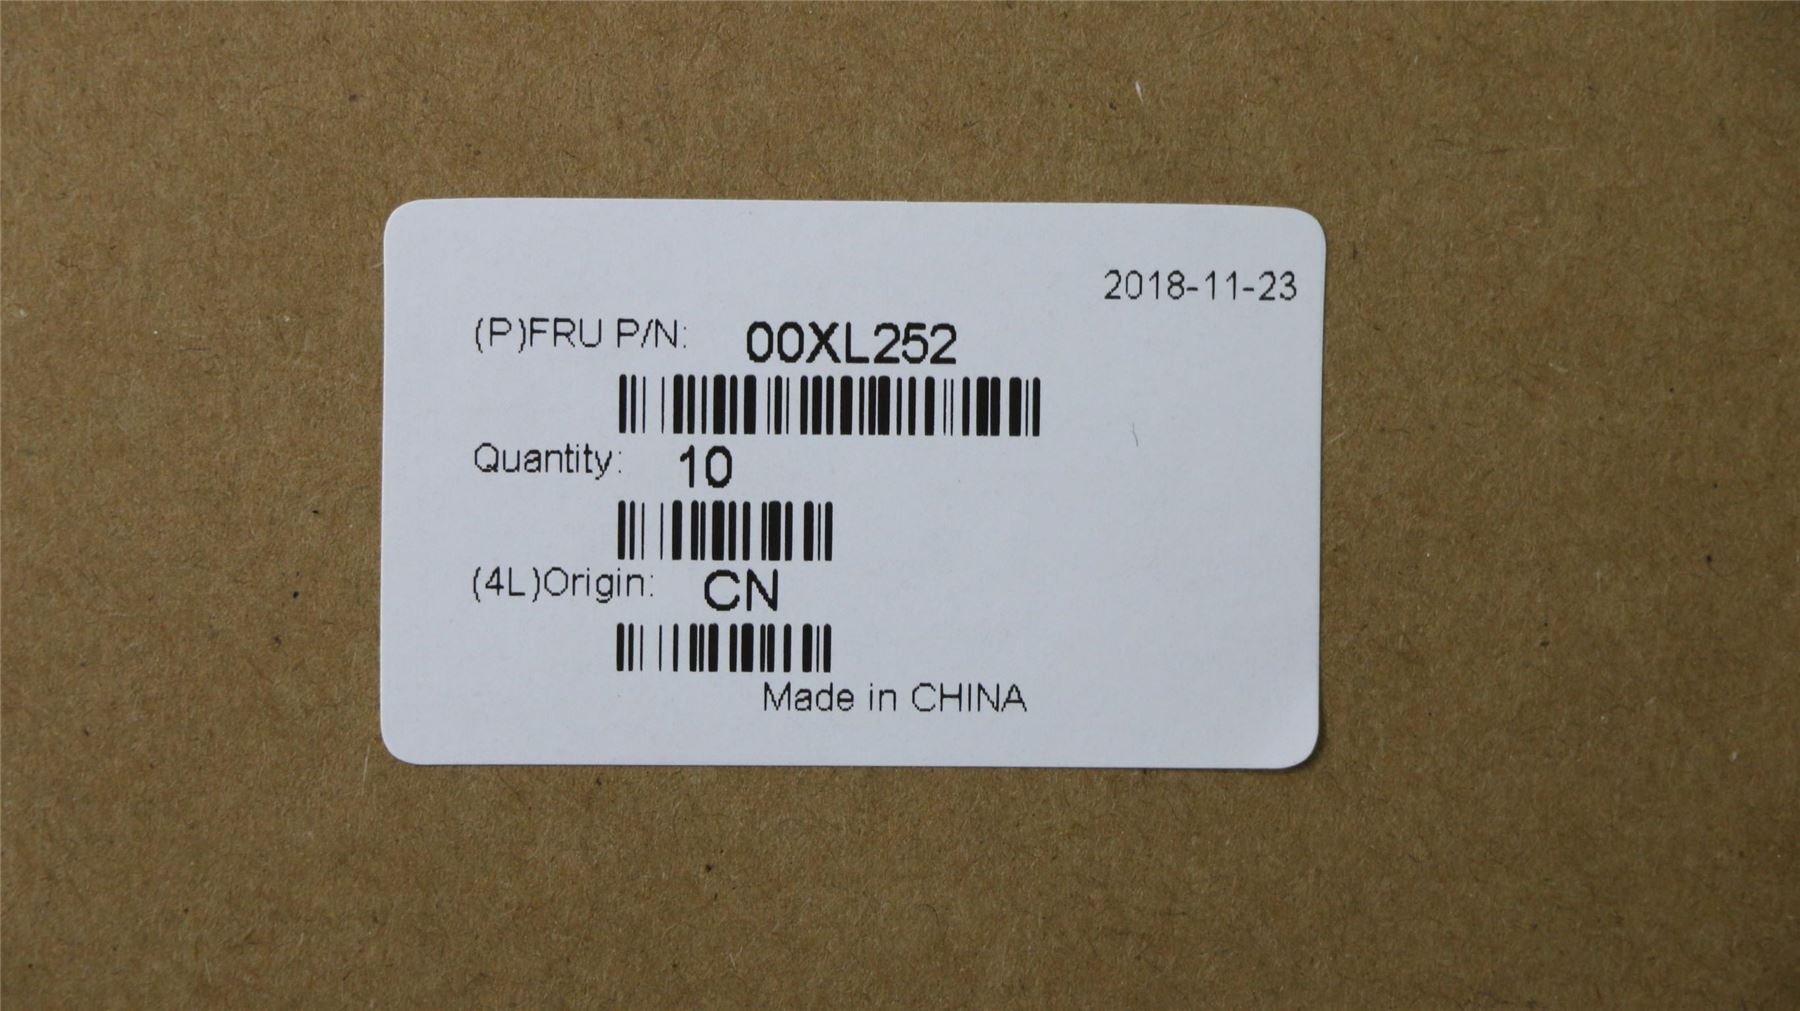 2018-11-23
(P)FRU P/N: 00XL252
Quantity: 10
(4L)Origin: CN
Made in CHINA